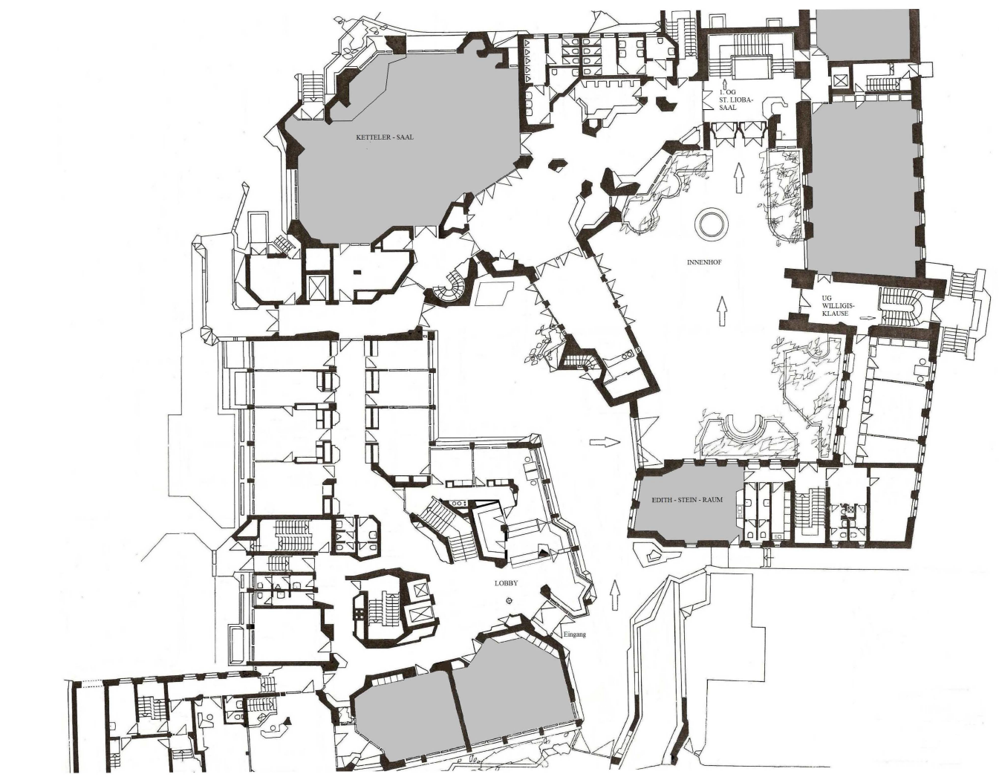 1. OG
ST. LIOBA-
SAAL
KETTELER - SAAL
INNENHOF
UG
WILLIGIS-
KLAUSE
EDITH - STEIN - RAUM
LOBBY
Eingang